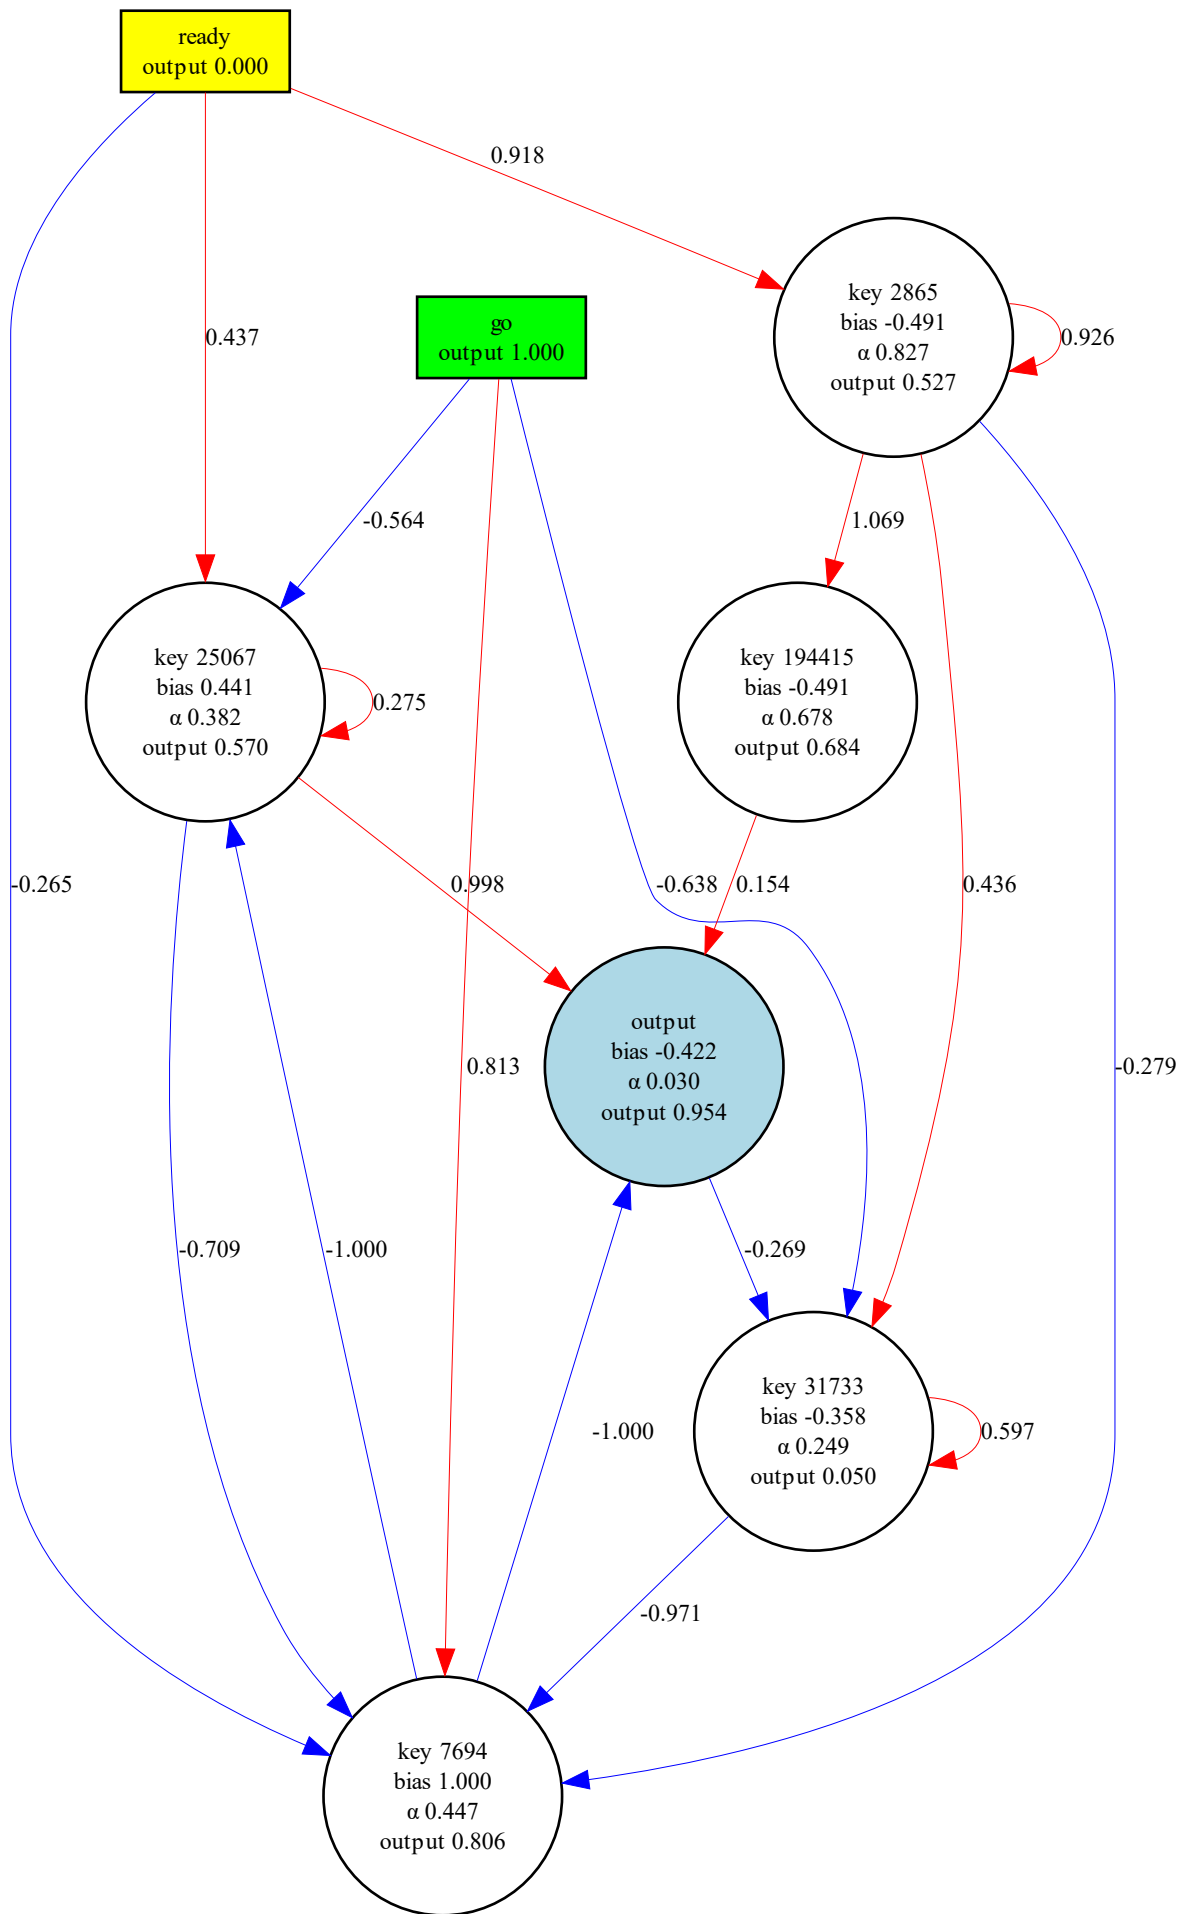 ready
output 0.000
0.918
key 2865
bias -0.491
α 0.827
output 0.527
go
output 1.000
0.437
0.926
-0.564
1.069
key 25067
bias 0.441
α 0.382
output 0.570
0.275
key 194415
bias -0.491
α 0.678
output 0.684
-0.265
0.998
-0.638
0.154
0.436
output
bias -0.422
α 0.030
output 0.954
0.813
-0.279
-0.709
-1.000
-0.269
key 31733
bias -0.358
α 0.249
output 0.050
-1.000
0.597
-0.971
key 7694
bias 1.000
α 0.447
output 0.806